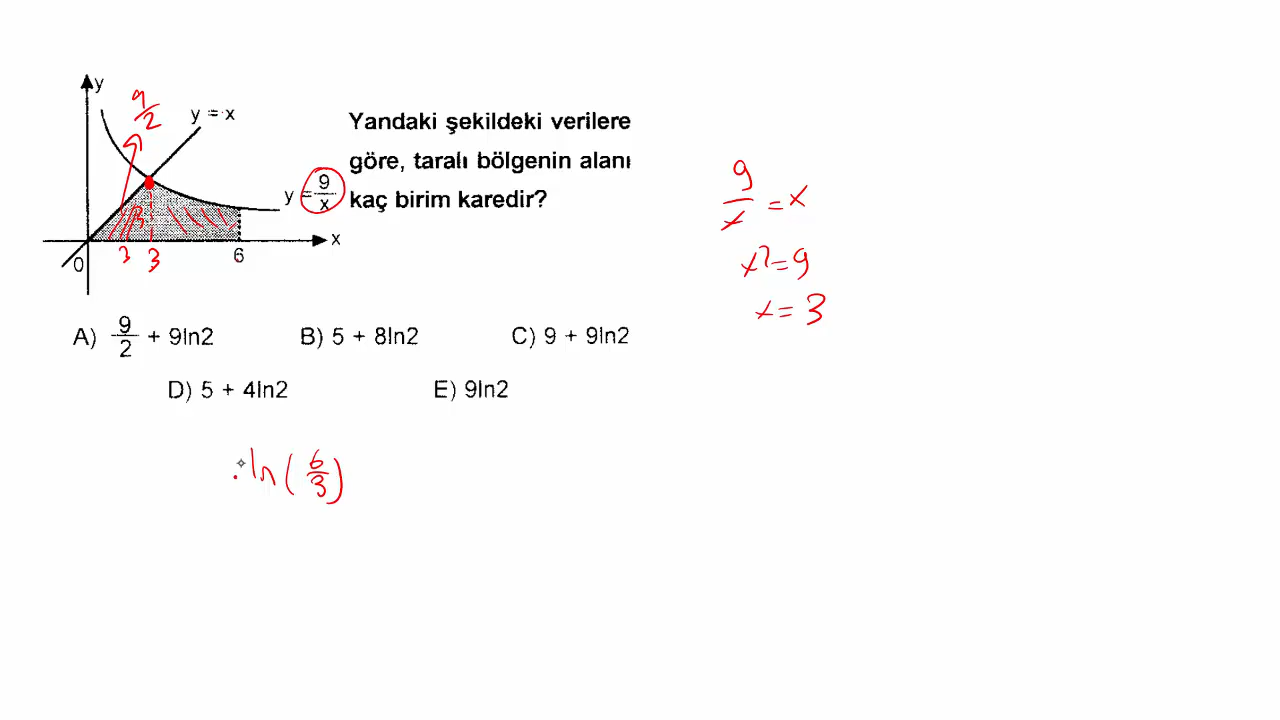 y
9/2
y = x
y = 9/x
x
0
3
3
6
Yandaki şekildeki verilere
göre, taralı bölgenin alanı
kaç birim karedir?
A) 9/2 + 9ln2
B) 5 + 8ln2
C) 9 + 9ln2
D) 5 + 4ln2
E) 9ln2
9/x = x
x² = 9
x = 3
. ln(6/3)